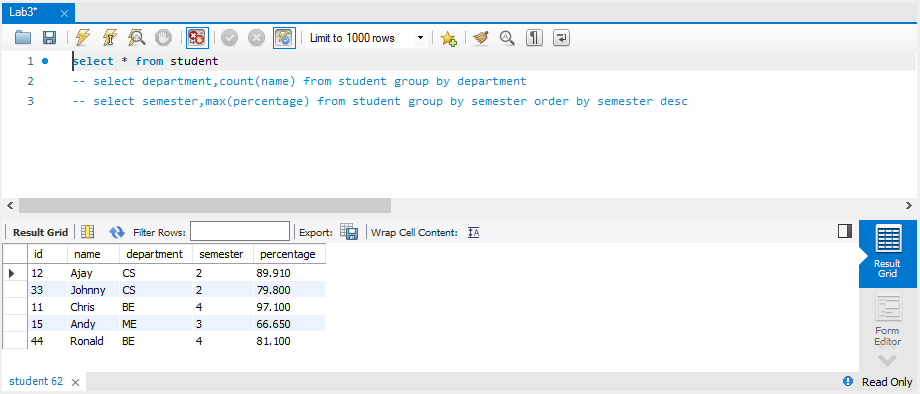 Lab3*
Limit to 1000 rows
1 select * from student
2 -- select department,count(name) from student group by department
3 -- select semester,max(percentage) from student group by semester order by semester desc
Result Grid Filter Rows: Export: Wrap Cell Content:
id name department semester percentage
12 Ajay CS 2 89.910
33 Johnny CS 2 79.800
11 Chris BE 4 97.100
15 Andy ME 3 66.650
44 Ronald BE 4 81.100
Result
Grid
Form
Editor
student 62
Read Only